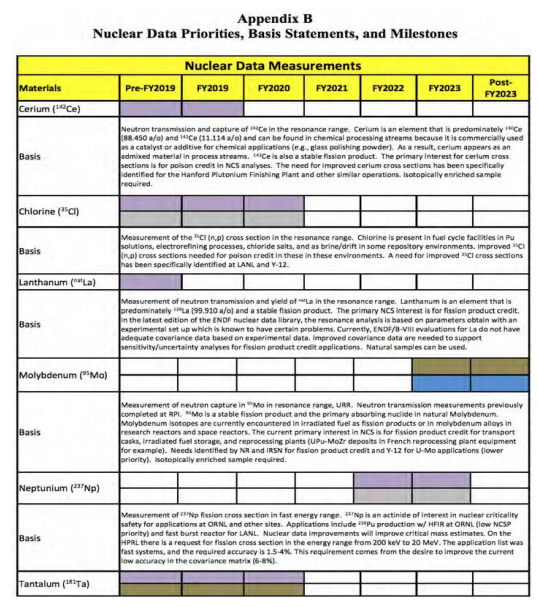 Appendix B
Nuclear Data Priorities, Basis Statements, and Milestones
Nuclear Data Measurements
Materials Pre-FY2019 FY2019 FY2020 FY2021 FY2022 FY2023 Post-FY2023
Cerium (¹⁴²Ce)
Basis
Neutron transmission and capture of ¹⁴²Ce in the resonance range. Cerium is an element that is predominately ¹⁴⁰Ce
(88.450 a/o) and ¹⁴²Ce (11.114 a/o) and can be found in chemical processing streams because it is commercially used
as a catalyst or additive for chemical applications (e.g., glass polishing powder). As a result, cerium appears as an
admixed material in process streams. ¹⁴²Ce is also a stable fission product. The primary interest for cerium cross
sections is for poison credit in NCS analyses. The need for improved cerium cross sections has been specifically
identified for the Hanford Plutonium Finishing Plant and other similar operations. Isotopically enriched sample
required.
Chlorine (³⁵Cl)
Basis
Measurement of the ³⁵Cl (n,p) cross section in the resonance range. Chlorine is present in fuel cycle facilities in Pu
solutions, electrorefining processes, chloride salts, and as brine/drift in some repository environments. Improved ³⁵Cl
(n,p) cross sections needed for poison credit in these in these environments. A need for improved ³⁵Cl cross sections
has been specifically identified at LANL and Y-12.
Lanthanum (ⁿᵃᵗLa)
Basis
Measurement of neutron transmission and yield of ⁿᵃᵗLa in the resonance range. Lanthanum is an element that is
predominately ¹³⁹La (99.910 a/o) and a stable fission product. The primary NCS interest is for fission product credit.
In the latest edition of the ENDF nuclear data library, the resonance analysis is based on parameters obtain with an
experimental set up which is known to have certain problems. Currently, ENDF/B-VIII evaluations for La do not have
adequate covariance data based on experimental data. Improved covariance data are needed to support
sensitivity/uncertainty analyses for fission product credit applications. Natural samples can be used.
Molybdenum (⁹⁵Mo)
Basis
Measurement of neutron capture in ⁹⁵Mo in resonance range, URR. Neutron transmission measurements previously
completed at RPI. ⁹⁵Mo is a stable fission product and the primary absorbing nuclide in natural Molybdenum.
Molybdenum isotopes are currently encountered in irradiated fuel as fission products or in molybdenum alloys in
research reactors and space reactors. The current primary interest in NCS is for fission product credit for transport
casks, irradiated fuel storage, and reprocessing plants (UPu-MoZr deposits in French reprocessing plant equipment
for example). Needs identified by NR and IRSN for fission product credit and Y-12 for U-Mo applications (lower
priority). Isotopically enriched sample required.
Neptunium (²³⁷Np)
Basis
Measurement of ²³⁷Np fission cross section in fast energy range. ²³⁷Np is an actinide of interest in nuclear criticality
safety for applications at ORNL and other sites. Applications include ²³⁸Pu production w/ HFIR at ORNL (low NCSP
priority) and fast burst reactor for LANL. Nuclear data improvements will improve critical mass estimates. On the
HPRL there is a request for fission cross section in the energy range from 200 keV to 20 MeV. The application list was
fast systems, and the required accuracy is 1.5-4%. This requirement comes from the desire to improve the current
low accuracy in the covariance matrix (6-8%).
Tantalum (¹⁸¹Ta)